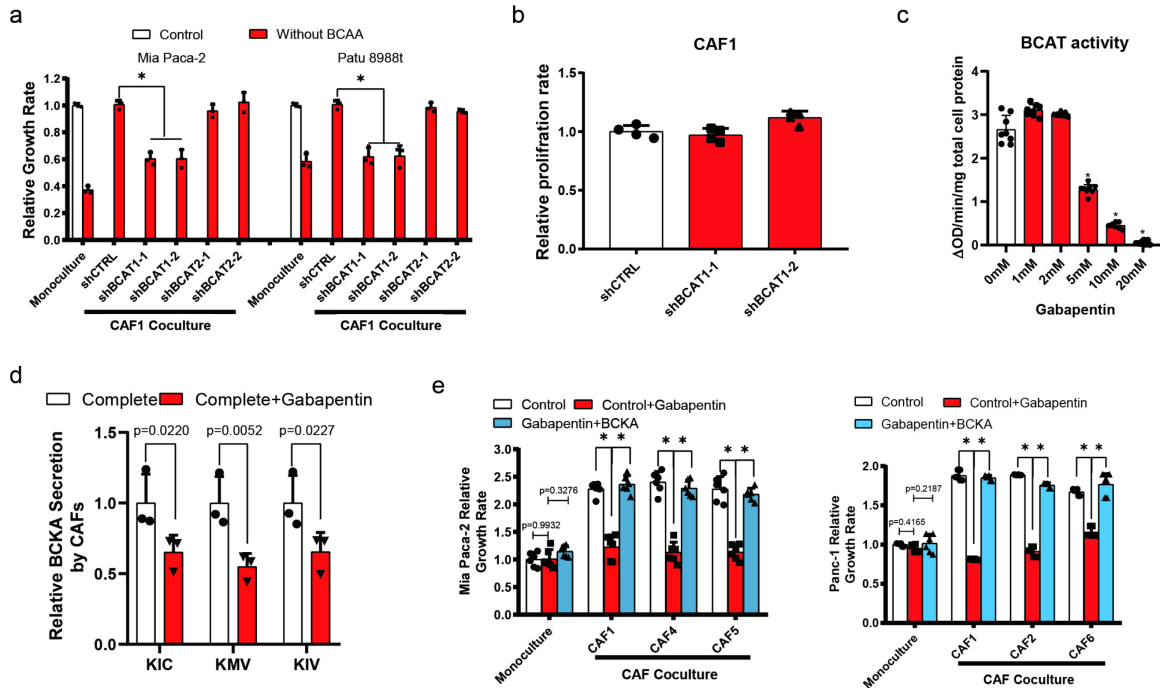 a
Control
Without BCAA
Mia Paca-2
Patu 8988t
Relative Growth Rate
1.2
1.0
0.8
0.6
0.4
0.2
0.0
*
*
Monoculture
shCTRL
shBCAT1-1
shBCAT1-2
shBCAT2-1
shBCAT2-2
Monoculture
shCTRL
shBCAT1-1
shBCAT1-2
shBCAT2-1
shBCAT2-2
CAF1 Coculture
CAF1 Coculture
b
CAF1
Relative prolifration rate
1.5
1.0
0.5
0.0
shCTRL
shBCAT1-1
shBCAT1-2
c
BCAT activity
ΔOD/min/mg total cell protein
4
3
2
1
0
*
*
*
0mM
1mM
2mM
5mM
10mM
20mM
Gabapentin
d
Complete
Complete+Gabapentin
Relative BCKA Secretion
by CAFs
1.5
1.0
0.5
0.0
p=0.0220
p=0.0052
p=0.0227
KIC
KMV
KIV
e
Control
Control+Gabapentin
Gabapentin+BCKA
Mia Paca-2 Relative
Growth Rate
2.5
2.0
1.5
1.0
0.5
0.0
p=0.9932
p=0.3276
* *
* *
* *
Monoculture
CAF1
CAF4
CAF5
CAF Coculture
Control
Control+Gabapentin
Gabapentin+BCKA
Panc-1 Relative
Growth Rate
2.0
1.5
1.0
0.5
0.0
p=0.4165
p=0.2187
* *
* *
* *
Monoculture
CAF1
CAF2
CAF6
CAF Coculture